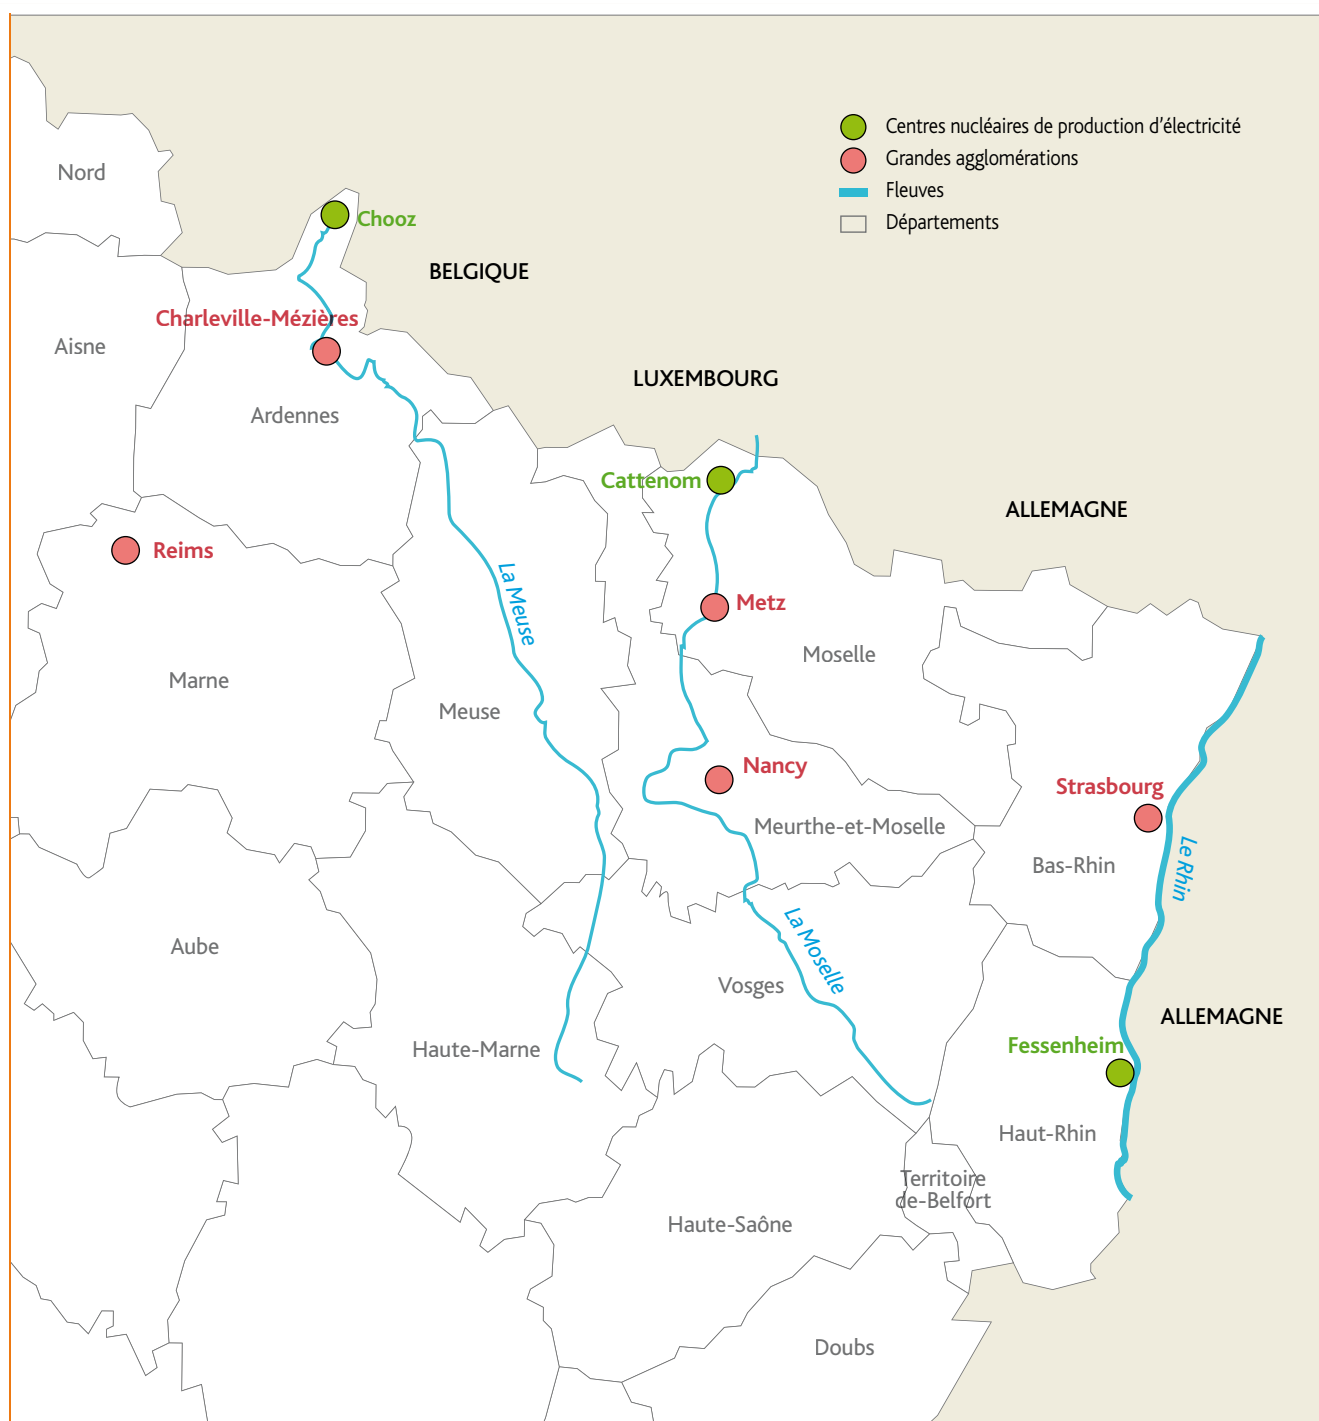 Centres nucléaires de production d'électricité
Grandes agglomérations
Fleuves
Départements
Nord
Chooz
BELGIQUE
Charleville-Mézières
Aisne
LUXEMBOURG
Ardennes
Cattenom
ALLEMAGNE
Reims
La Meuse
Metz
Moselle
Marne
Meuse
Nancy
Strasbourg
Meurthe-et-Moselle
Bas-Rhin
Le Rhin
Aube
La Moselle
Vosges
ALLEMAGNE
Haute-Marne
Fessenheim
Haut-Rhin
Territoire
de-Belfort
Haute-Saône
Doubs